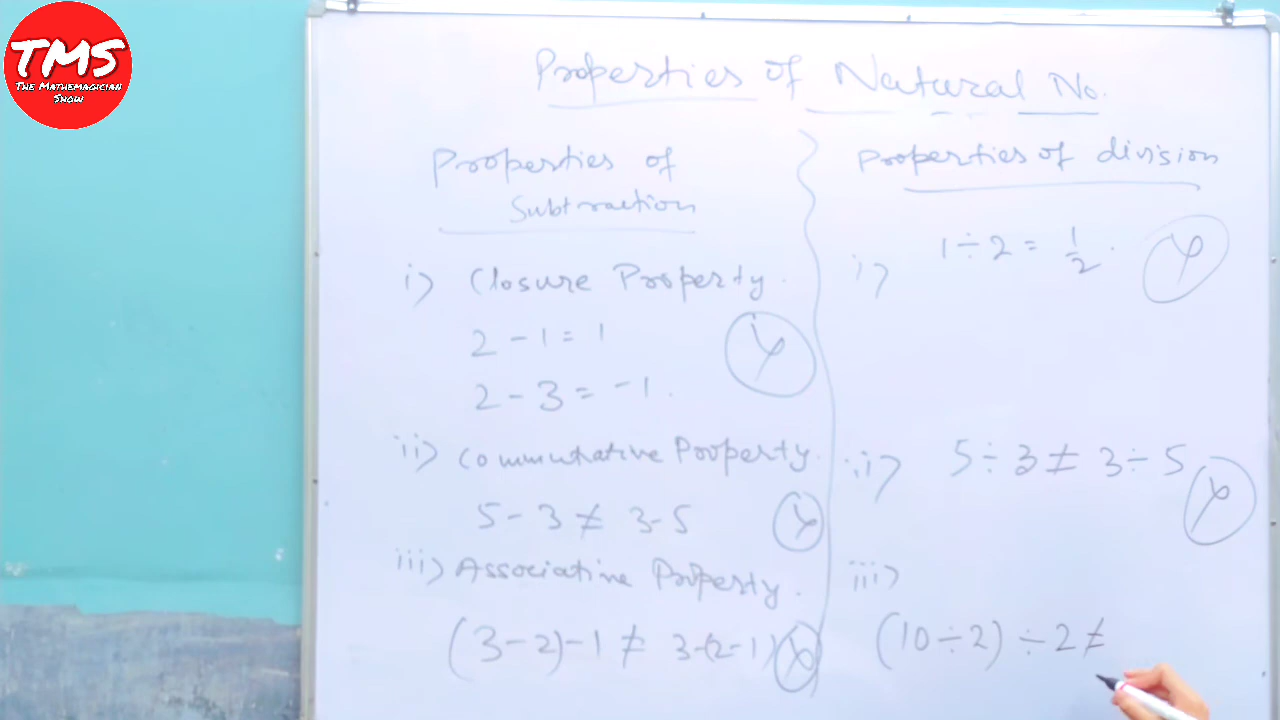 TMS
THE MATHEMAGICIAN
SHOW
Properties of Natural No.
Properties of
Subtraction
i) Closure Property.
2 - 1 = 1
2 - 3 = -1.
ii) Commutative Property.
5 - 3 ≠ 3 - 5
iii) Associative Property.
(3 - 2) - 1 ≠ 3 - (2 - 1)
Properties of division
i) 1 ÷ 2 = 1/2.
ii) 5 ÷ 3 ≠ 3 ÷ 5
iii)
(10 ÷ 2) ÷ 2 ≠